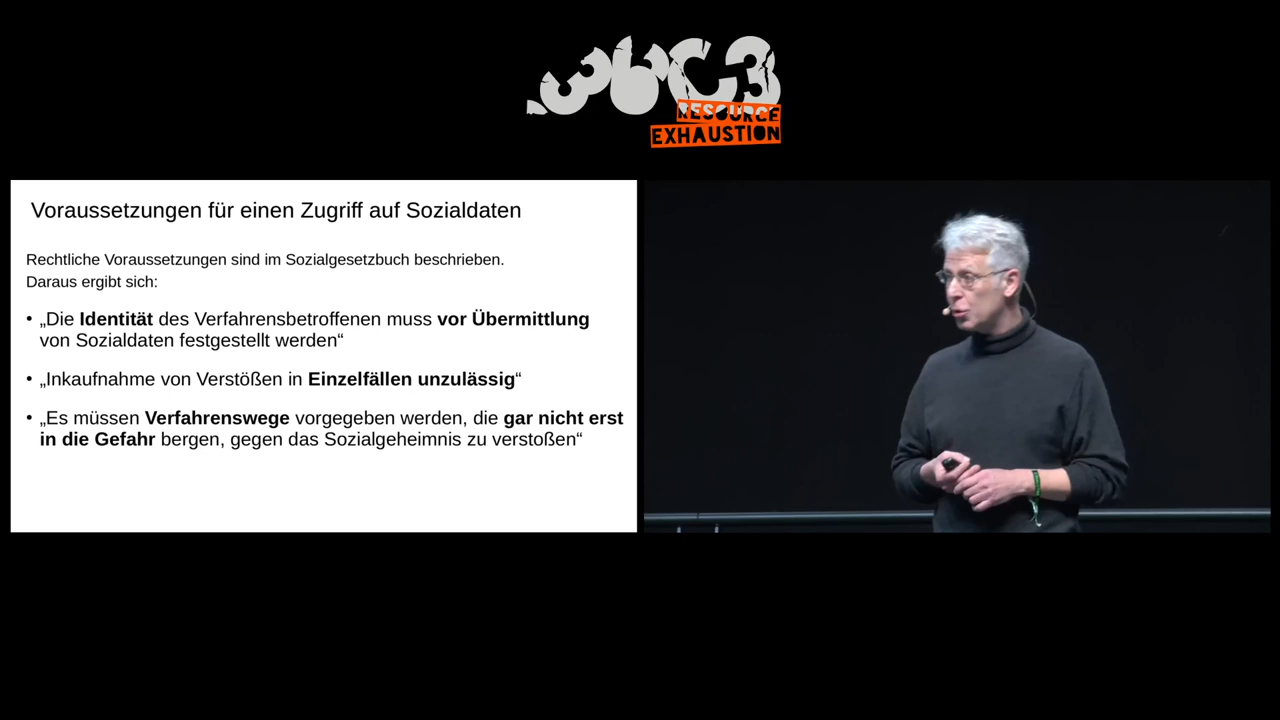 36C3
RESOURCE
EXHAUSTION
Voraussetzungen für einen Zugriff auf Sozialdaten
Rechtliche Voraussetzungen sind im Sozialgesetzbuch beschrieben.
Daraus ergibt sich:
• „Die Identität des Verfahrensbetroffenen muss vor Übermittlung
von Sozialdaten festgestellt werden“
• „Inkaufnahme von Verstößen in Einzelfällen unzulässig“
• „Es müssen Verfahrenswege vorgegeben werden, die gar nicht erst
in die Gefahr bergen, gegen das Sozialgeheimnis zu verstoßen“